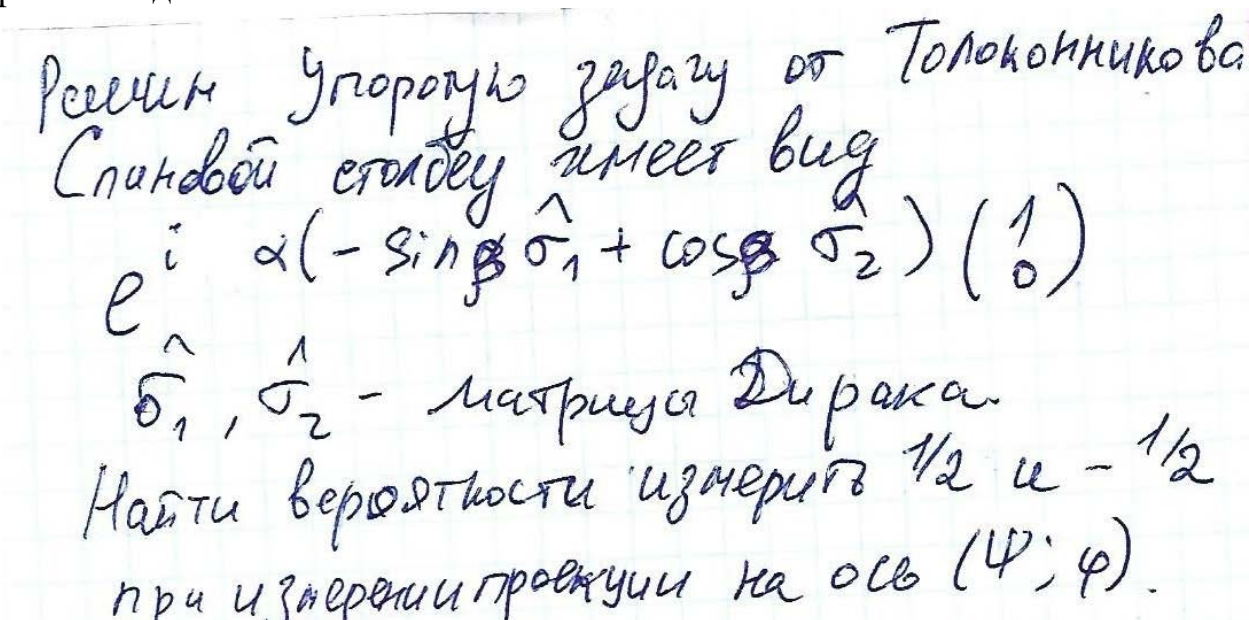 Решим Упоротую задачу от Толоконникова
Спиновой столбец имеет вид
e^{i α(-sinβ σ̂₁ + cosβ σ̂₂)} (1 0)
σ̂₁, σ̂₂ - матрицы Дирака.
Найти вероятности измерить 1/2 и - 1/2
при измерении проекции на ось (Ψ; φ).